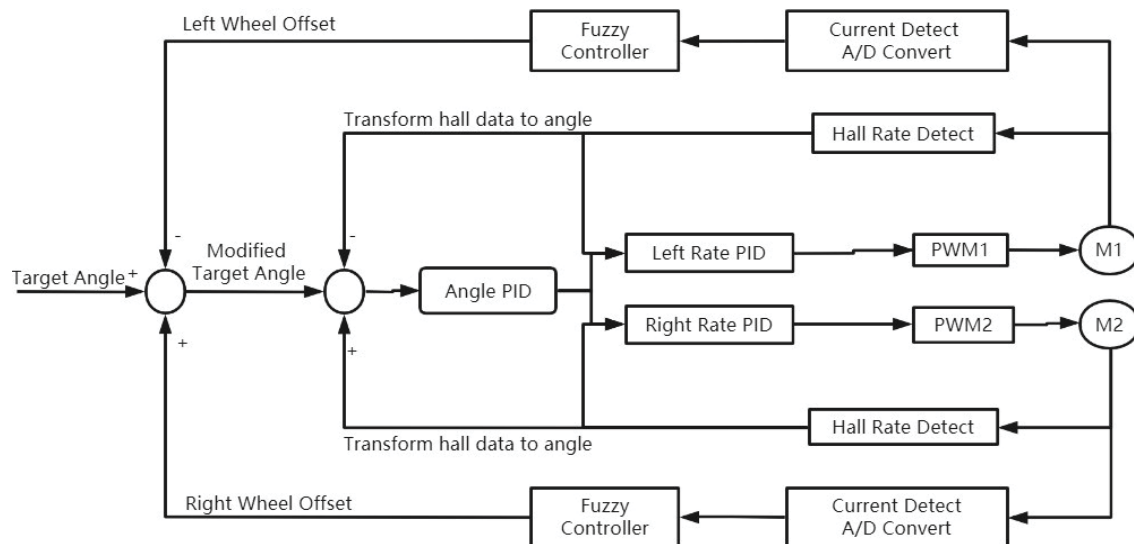 Left Wheel Offset
Fuzzy
Controller
Current Detect
A/D Convert
Transform hall data to angle
Hall Rate Detect
-
-
Modified
Target Angle
Target Angle
+
Left Rate PID
PWM1
M1
Angle PID
Right Rate PID
PWM2
M2
+
+
Transform hall data to angle
Hall Rate Detect
Right Wheel Offset
Fuzzy
Controller
Current Detect
A/D Convert